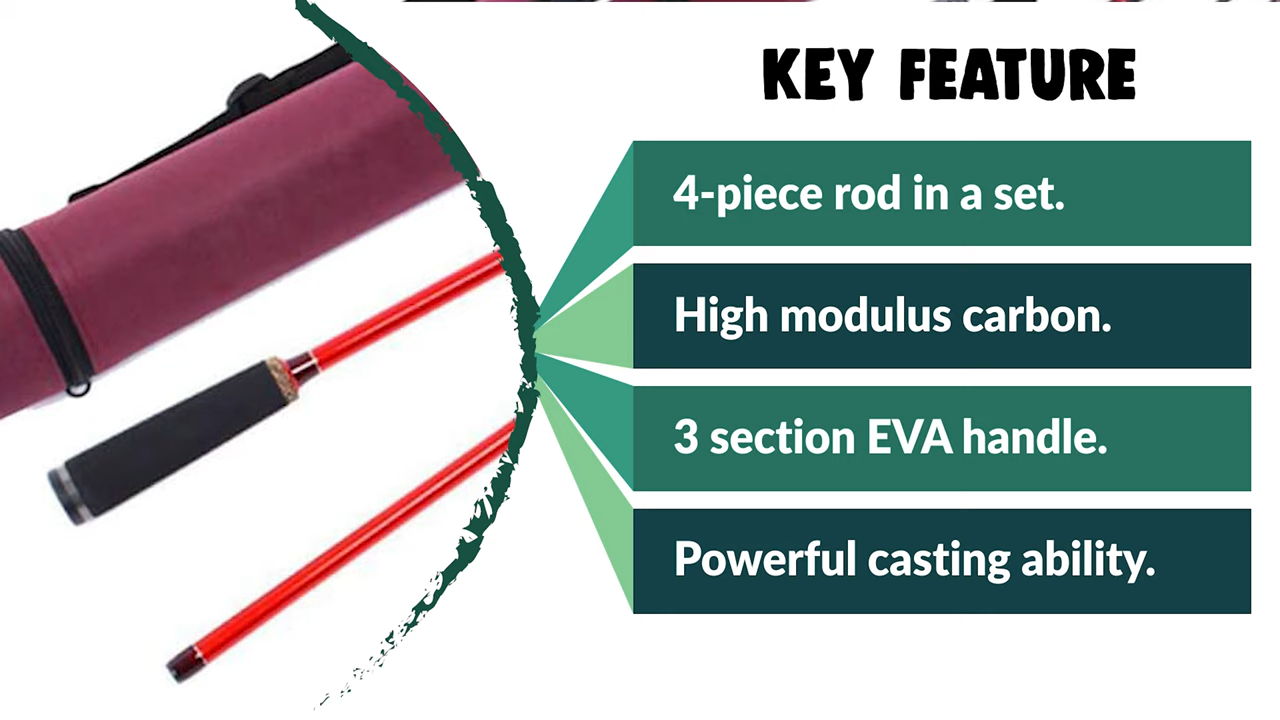 KEY FEATURE
4-piece rod in a set.
High modulus carbon.
3 section EVA handle.
Powerful casting ability.